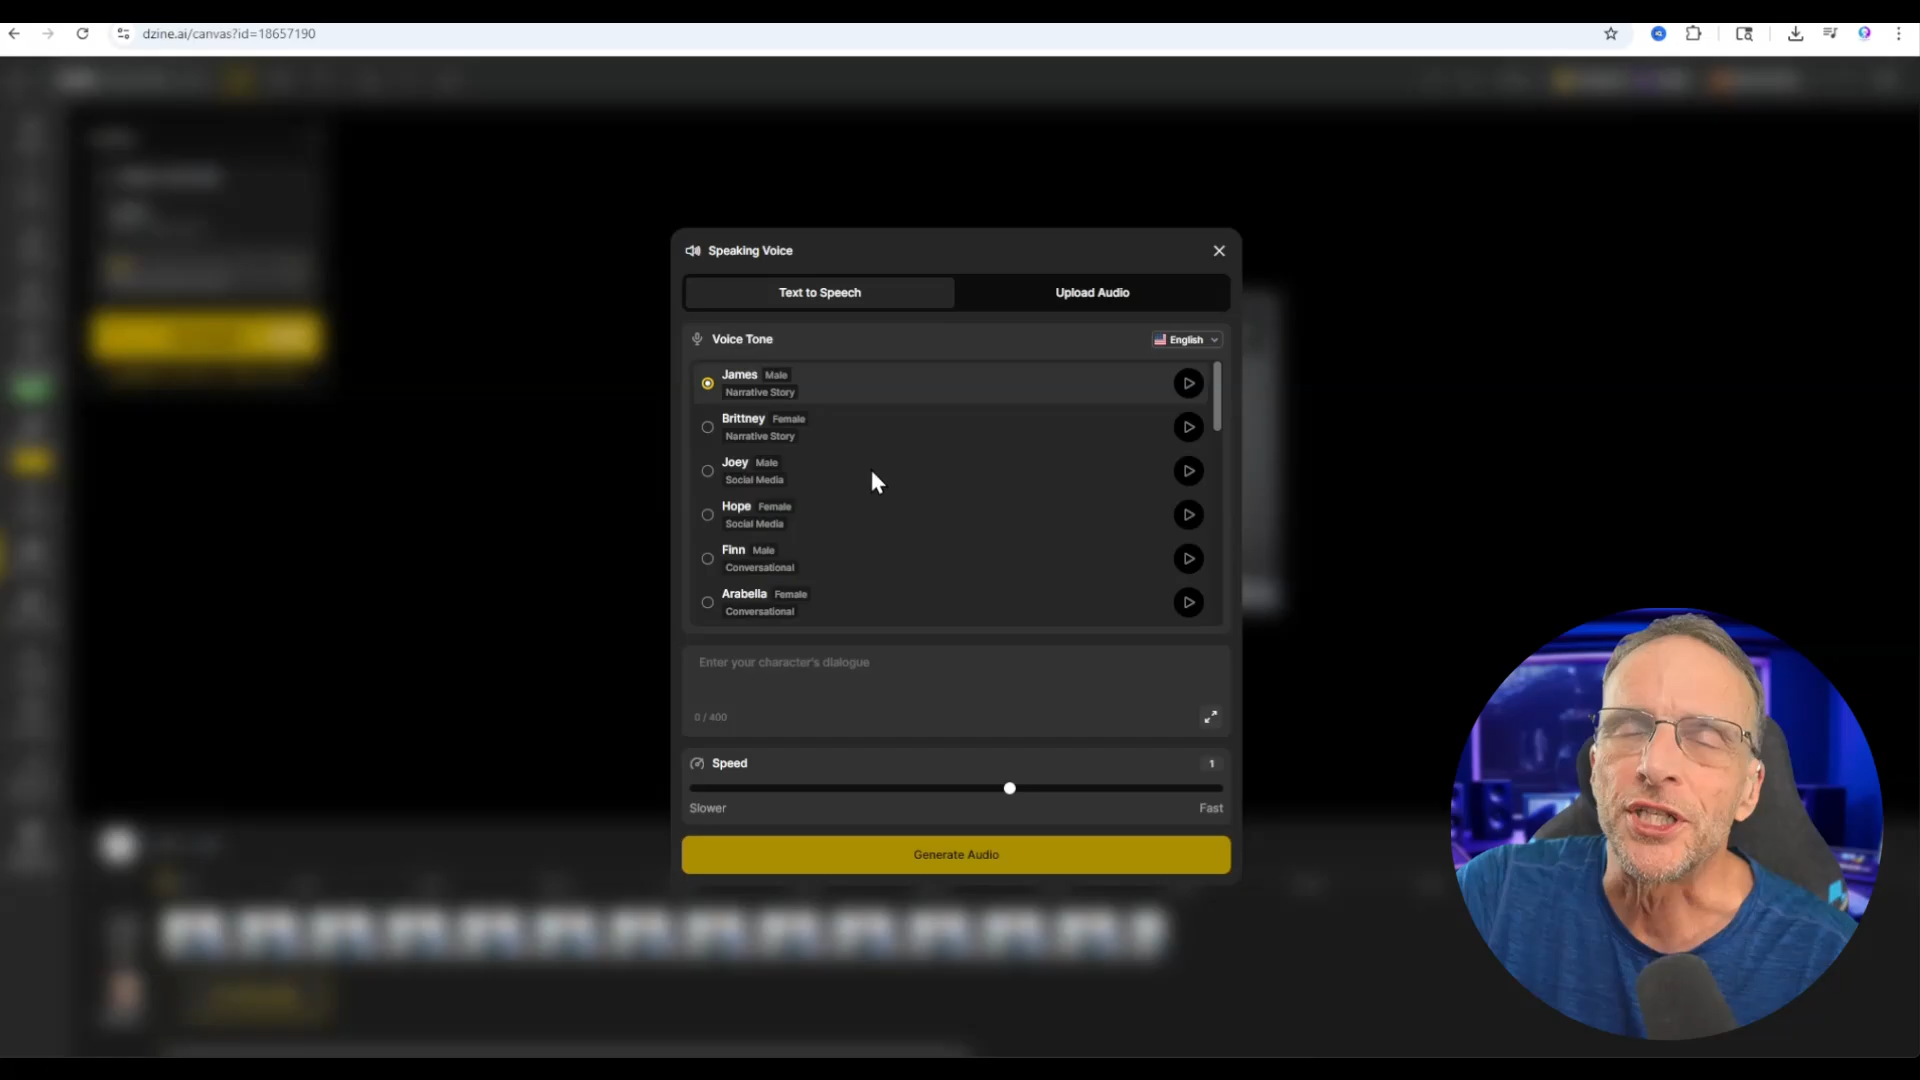 dzine.ai/canvas?id=18657190
Speaking Voice
Text to Speech
Upload Audio
Voice Tone
English
James Male
Narrative Story
Brittney Female
Narrative Story
Joey Male
Social Media
Hope Female
Social Media
Finn Male
Conversational
Arabella Female
Conversational
Enter your character's dialogue
0 / 400
Speed
1
Slower
Fast
Generate Audio